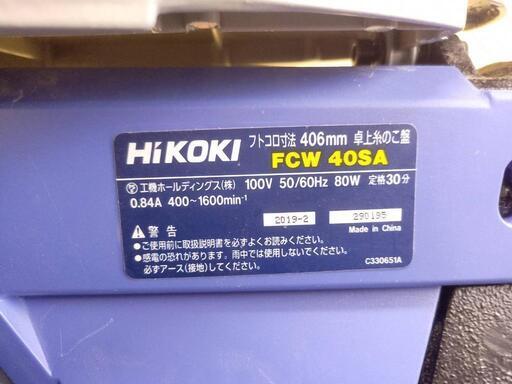 HiKOKI
フトコロ寸法 406mm 卓上糸のこ盤
FCW 40SA
工機ホールディングス(株) 100V 50/60Hz 80W 定格30分
0.84A 400~1600min-1
2019-2 290195
Made in China
警告
●ご使用前に取扱説明書を必ずよくお読みください。
●感電の恐れがあります。雨中では使用しないでください。
必ずアース(接地)してください。
C330651A